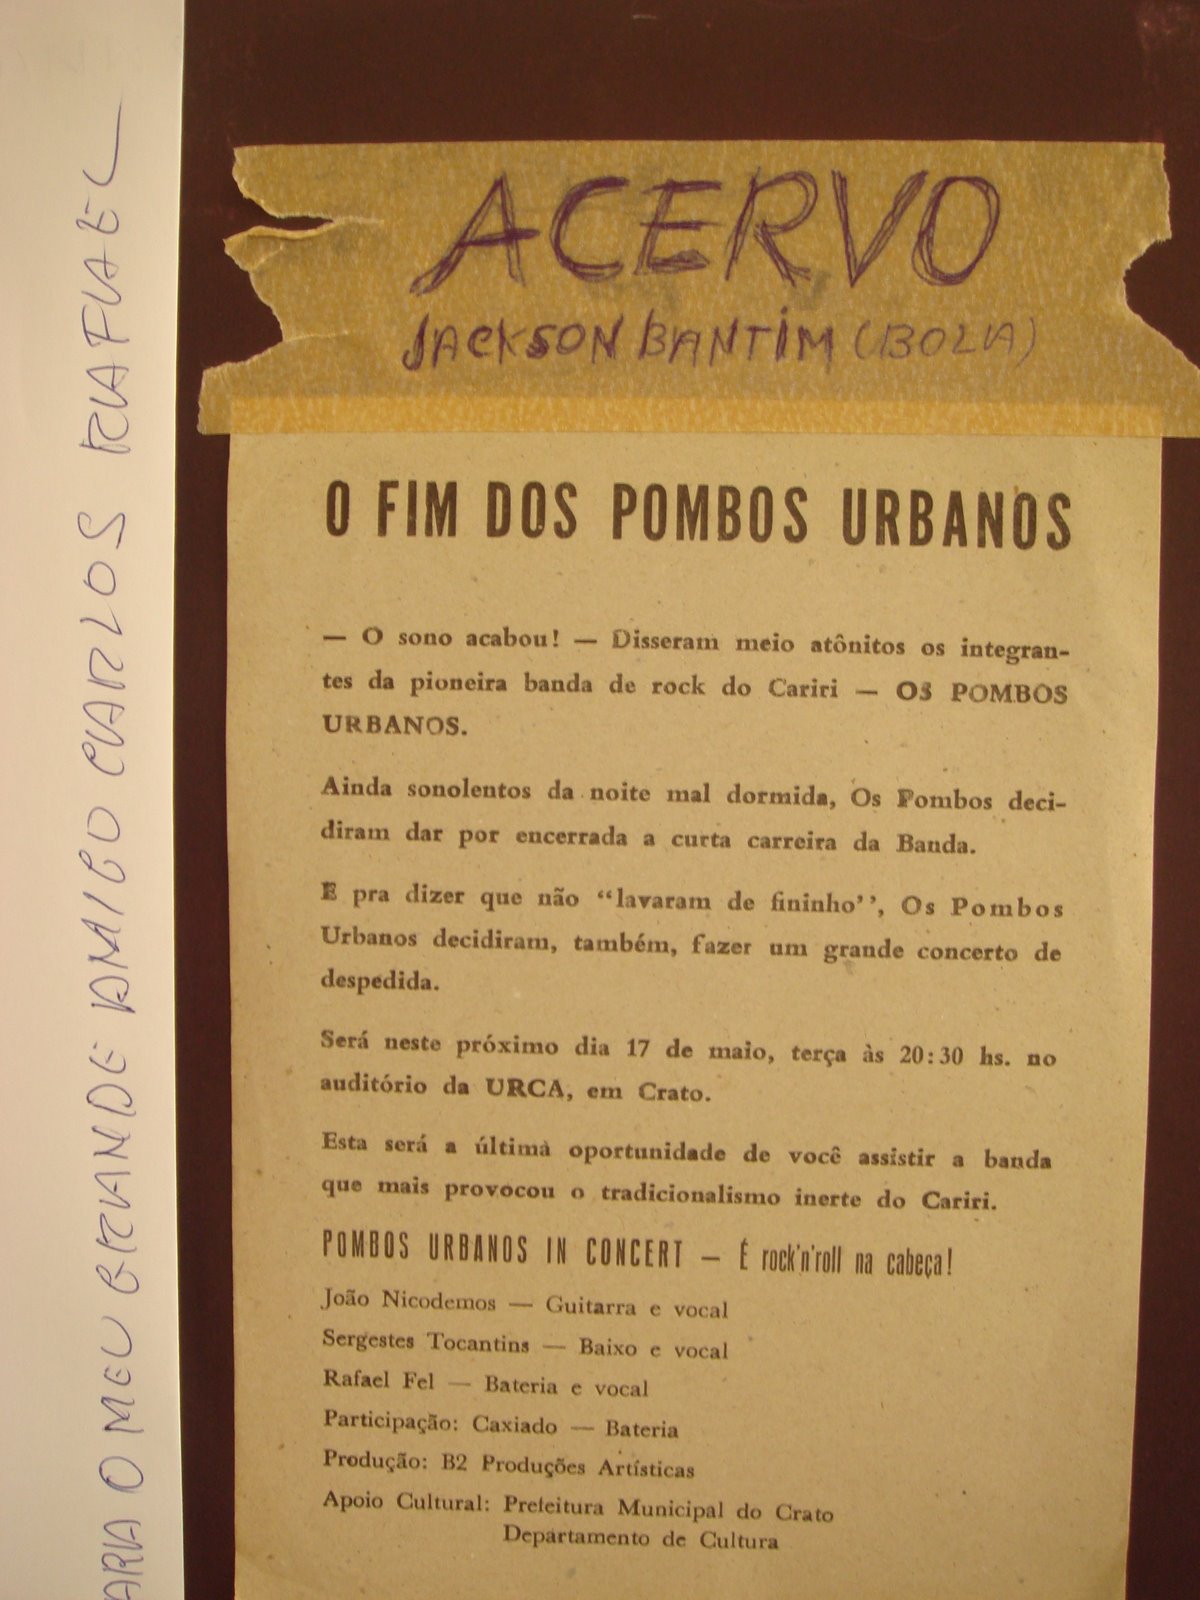 ACERVO
JACKSON BANTIM (BOLA)
O FIM DOS POMBOS URBANOS
— O sono acabou! — Disseram meio atônitos os integran-
tes da pioneira banda de rock do Cariri — OS POMBOS
URBANOS.
Ainda sonolentos da noite mal dormida, Os Pombos deci-
diram dar por encerrada a curta carreira da Banda.
E pra dizer que não “lavaram de fininho’’, Os Pombos
Urbanos decidiram, também, fazer um grande concerto de
despedida.
Será neste próximo dia 17 de maio, terça às 20:30 hs. no
auditório da URCA, em Crato.
Esta será a última oportunidade de você assistir a banda
que mais provocou o tradicionalismo inerte do Cariri.
POMBOS URBANOS IN CONCERT — É rock'n'roll na cabeça!
João Nicodemos — Guitarra e vocal
Sergestes Tocantins — Baixo e vocal
Rafael Fel — Bateria e vocal
Participação: Caxiado — Bateria
Produção: B2 Produções Artísticas
Apoio Cultural: Prefeitura Municipal do Crato
Departamento de Cultura
ARA O MEU GRANDE AMIGO CARLOS RAFAEL